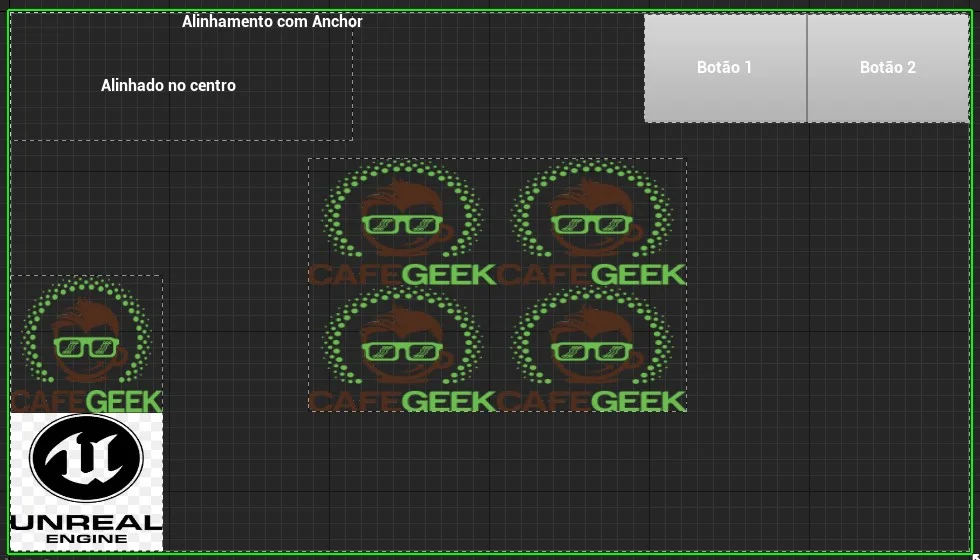 Alinhamento com Anchor
Alinhado no centro
Botão 1
Botão 2
CAFEGEEK
CAFEGEEK
CAFEGEEK
CAFEGEEK
CAFEGEEK
UNREAL
ENGINE